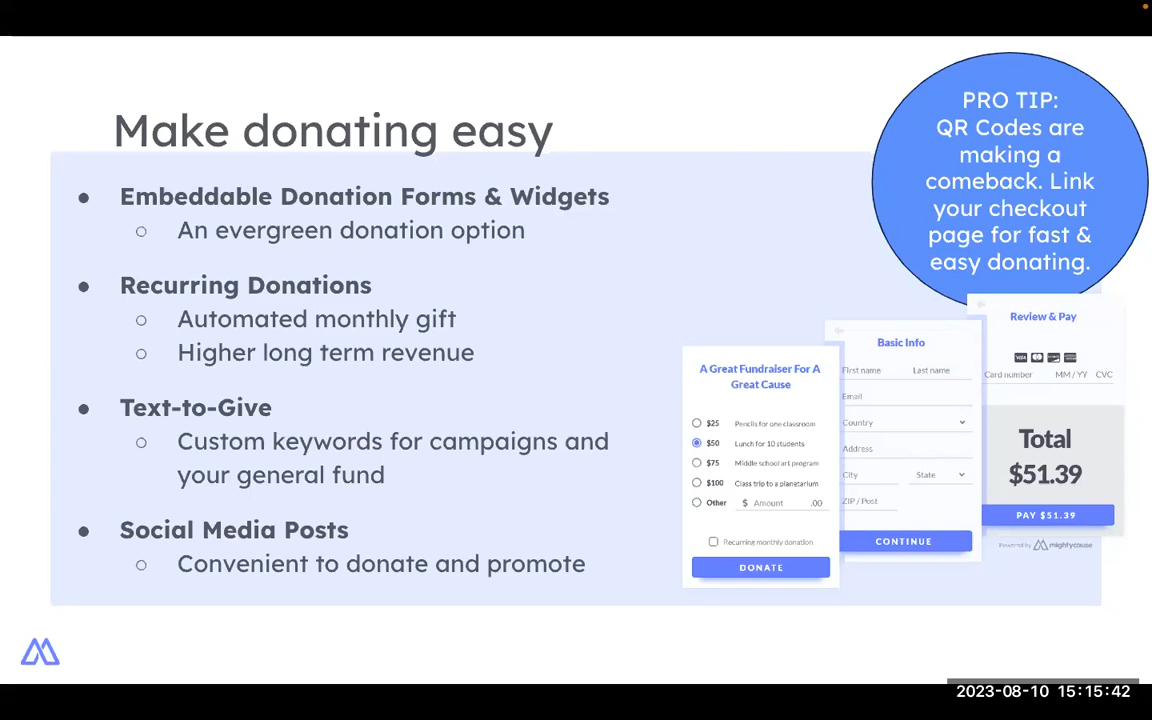 Make donating easy
PRO TIP:
QR Codes are
making a
comeback. Link
your checkout
page for fast &
easy donating.
● Embeddable Donation Forms & Widgets
○ An evergreen donation option
● Recurring Donations
○ Automated monthly gift
○ Higher long term revenue
● Text-to-Give
○ Custom keywords for campaigns and
your general fund
● Social Media Posts
○ Convenient to donate and promote
A Great Fundraiser For A
Great Cause
$25 Pencils for one classroom
$50 Lunch for 10 students
$75 Middle school art program
$100 Class trip to a planetarium
Other $ Amount .00
Recurring monthly donation
DONATE
Basic Info
First name Last name
Email
Country
Address
City State
ZIP / Post
CONTINUE
Review & Pay
VISA
Card number MM / YY CVC
Total
$51.39
PAY $51.39
Powered by mightycause
2023-08-10 15:15:42